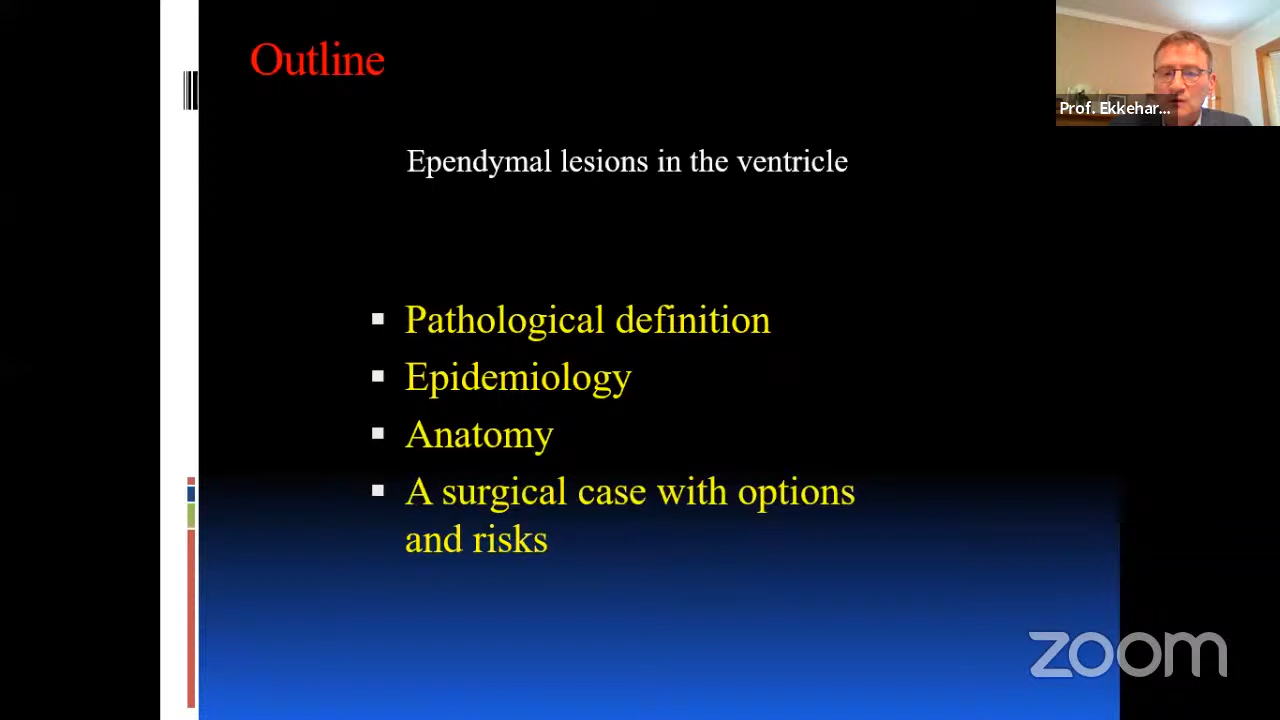 Outline
Prof. Ekkehar...
Ependymal lesions in the ventricle
Pathological definition
Epidemiology
Anatomy
A surgical case with options
and risks
zoom